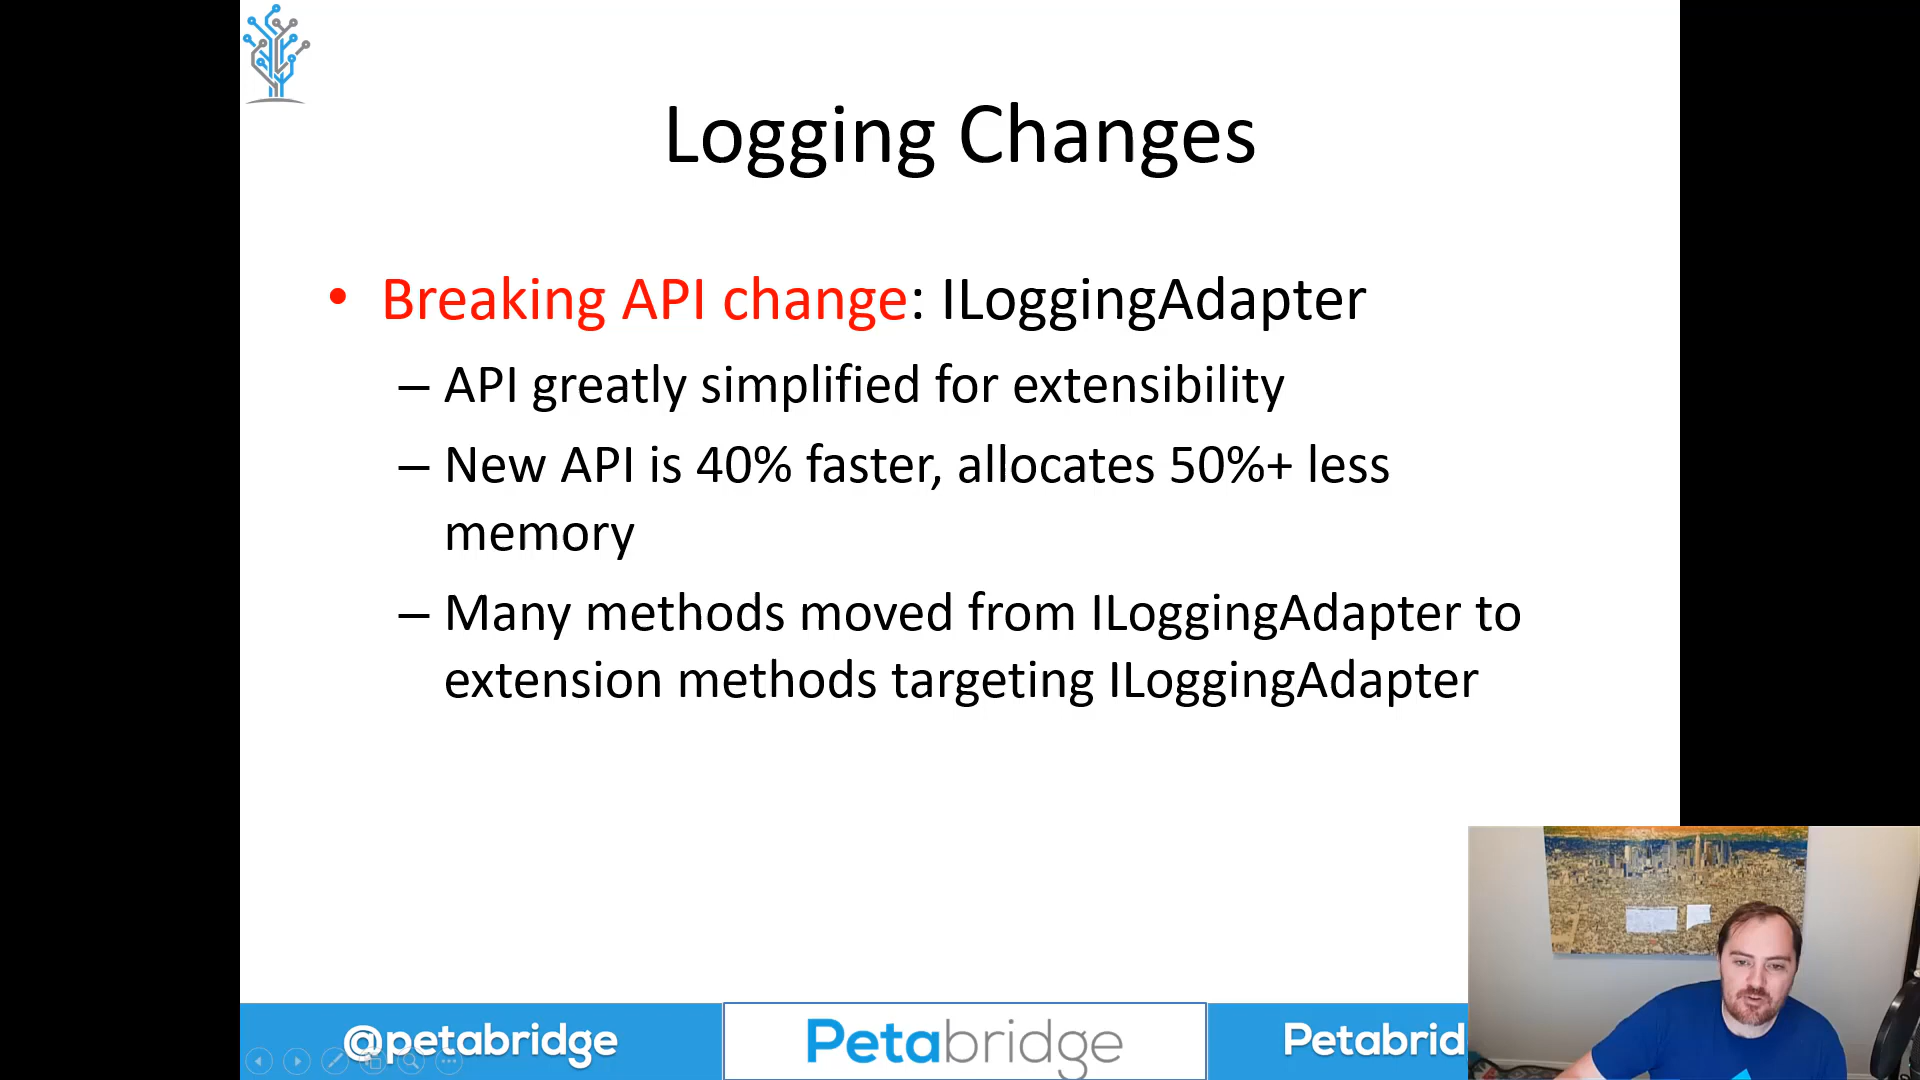 Logging Changes
• Breaking API change: ILoggingAdapter
– API greatly simplified for extensibility
– New API is 40% faster, allocates 50%+ less
memory
– Many methods moved from ILoggingAdapter to
extension methods targeting ILoggingAdapter
@petabridge
Petabridge
Petabrid